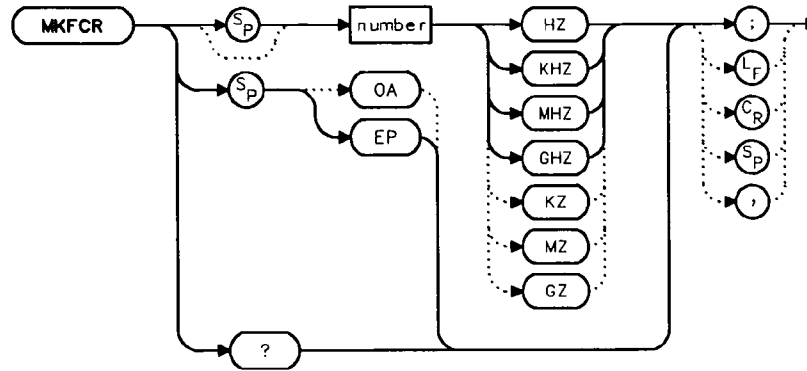 MKFCR
SP
number
HZ
;
KHZ
LF
SP
OA
MHZ
CR
EP
GHZ
SP
KZ
,
MZ
GZ
?